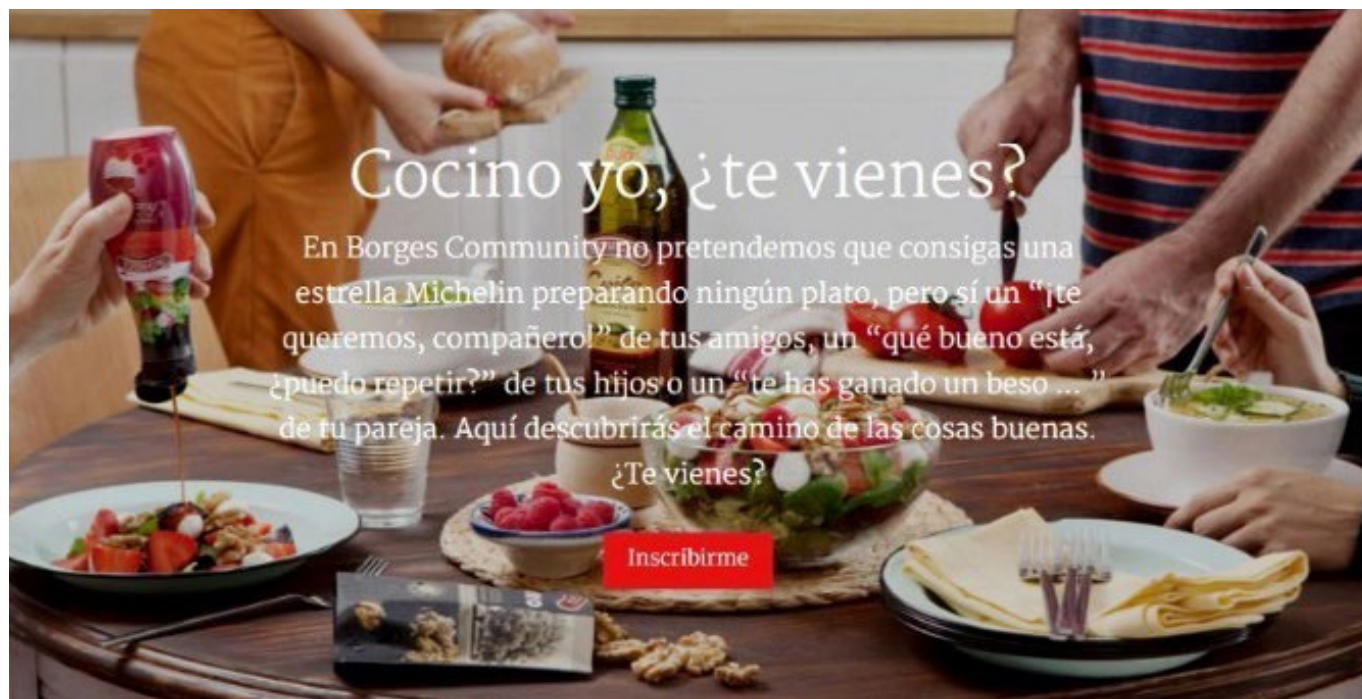 Cocino yo, ¿te vienes?
En Borges Community no pretendemos que consigas una
estrella Michelin preparando ningún plato, pero sí un “¡te
queremos, compañero!” de tus amigos, un “qué bueno está,
¿puedo repetir?” de tus hijos o un “te has ganado un beso ... ”
de tu pareja. Aquí descubrirás el camino de las cosas buenas.
¿Te vienes?
Inscribirme